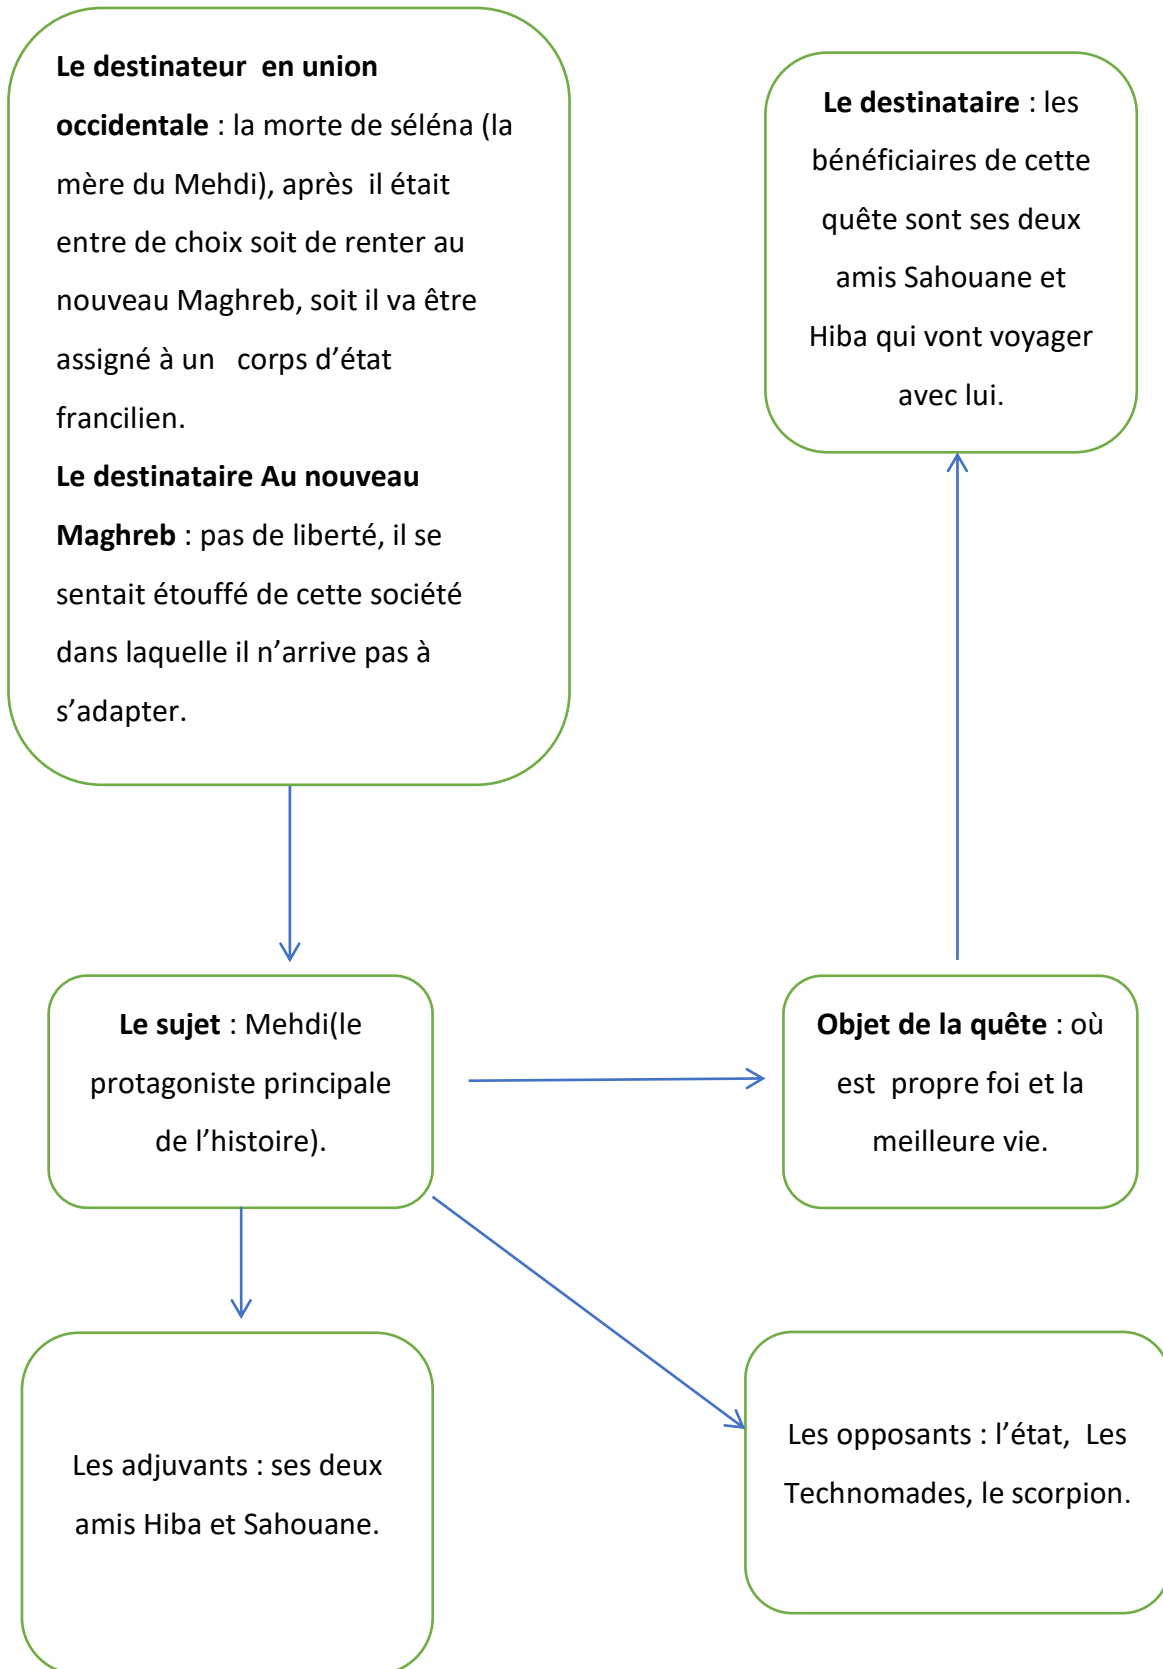 Le destinateur  en union
occidentale : la morte de séléna (la
mère du Mehdi), après  il était
entre de choix soit de renter au
nouveau Maghreb, soit il va être
assigné à un   corps d’état
francilien.
Le destinataire Au nouveau
Maghreb : pas de liberté, il se
sentait étouffé de cette société
dans laquelle il n’arrive pas à
s’adapter.
Le destinataire : les
bénéficiaires de cette
quête sont ses deux
amis Sahouane et
Hiba qui vont voyager
avec lui.
Le sujet : Mehdi(le
protagoniste principale
de l’histoire).
Objet de la quête : où
est  propre foi et la
meilleure vie.
Les adjuvants : ses deux
amis Hiba et Sahouane.
Les opposants : l’état,  Les
Technomades, le scorpion.